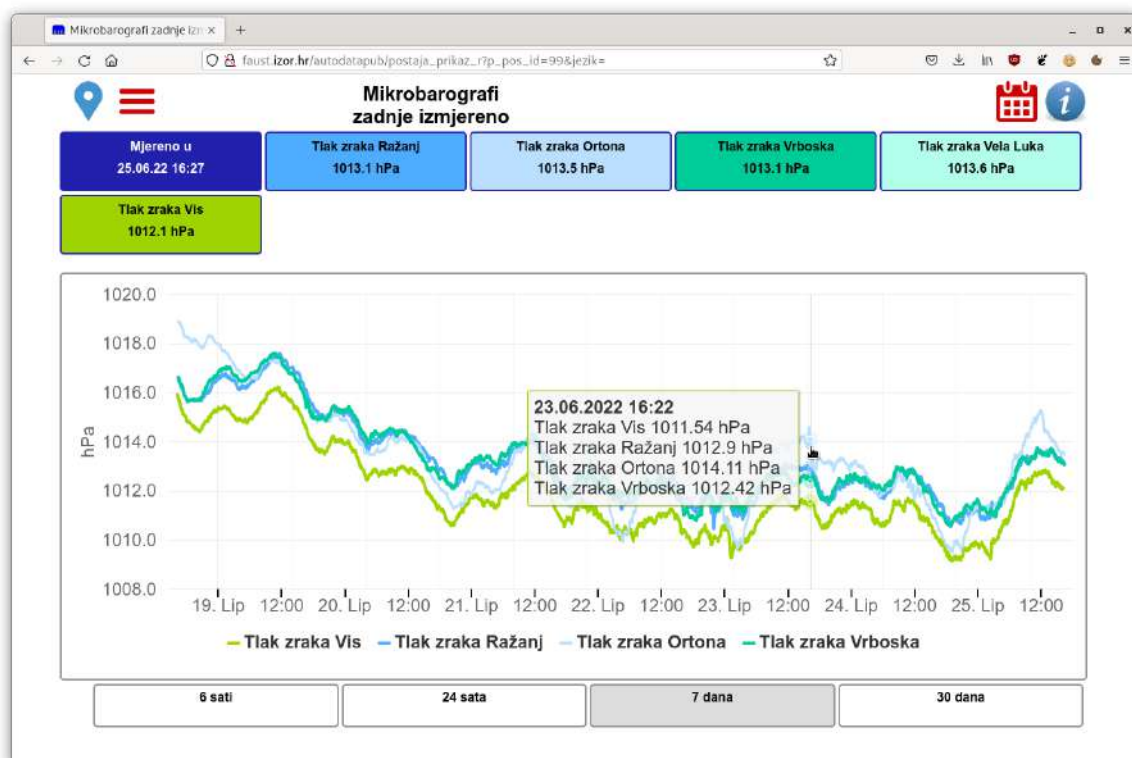 Mikrobarografi zadnje izm
faust.izor.hr/autodatapub/postaja_prikaz_r?p_pos_id=99&jezik=
Mikrobarografi
zadnje izmjereno
Mjereno u
25.06.22 16:27
Tlak zraka Ražanj
1013.1 hPa
Tlak zraka Ortona
1013.5 hPa
Tlak zraka Vrboska
1013.1 hPa
Tlak zraka Vela Luka
1013.6 hPa
Tlak zraka Vis
1012.1 hPa
hPa
1020.0
1018.0
1016.0
1014.0
1012.0
1010.0
1008.0
23.06.2022 16:22
Tlak zraka Vis 1011.54 hPa
Tlak zraka Ražanj 1012.9 hPa
Tlak zraka Ortona 1014.11 hPa
Tlak zraka Vrboska 1012.42 hPa
19. Lip 12:00 20. Lip 12:00 21. Lip 12:00 22. Lip 12:00 23. Lip 12:00 24. Lip 12:00 25. Lip 12:00
Tlak zraka Vis Tlak zraka Ražanj Tlak zraka Ortona Tlak zraka Vrboska
6 sati 24 sata 7 dana 30 dana